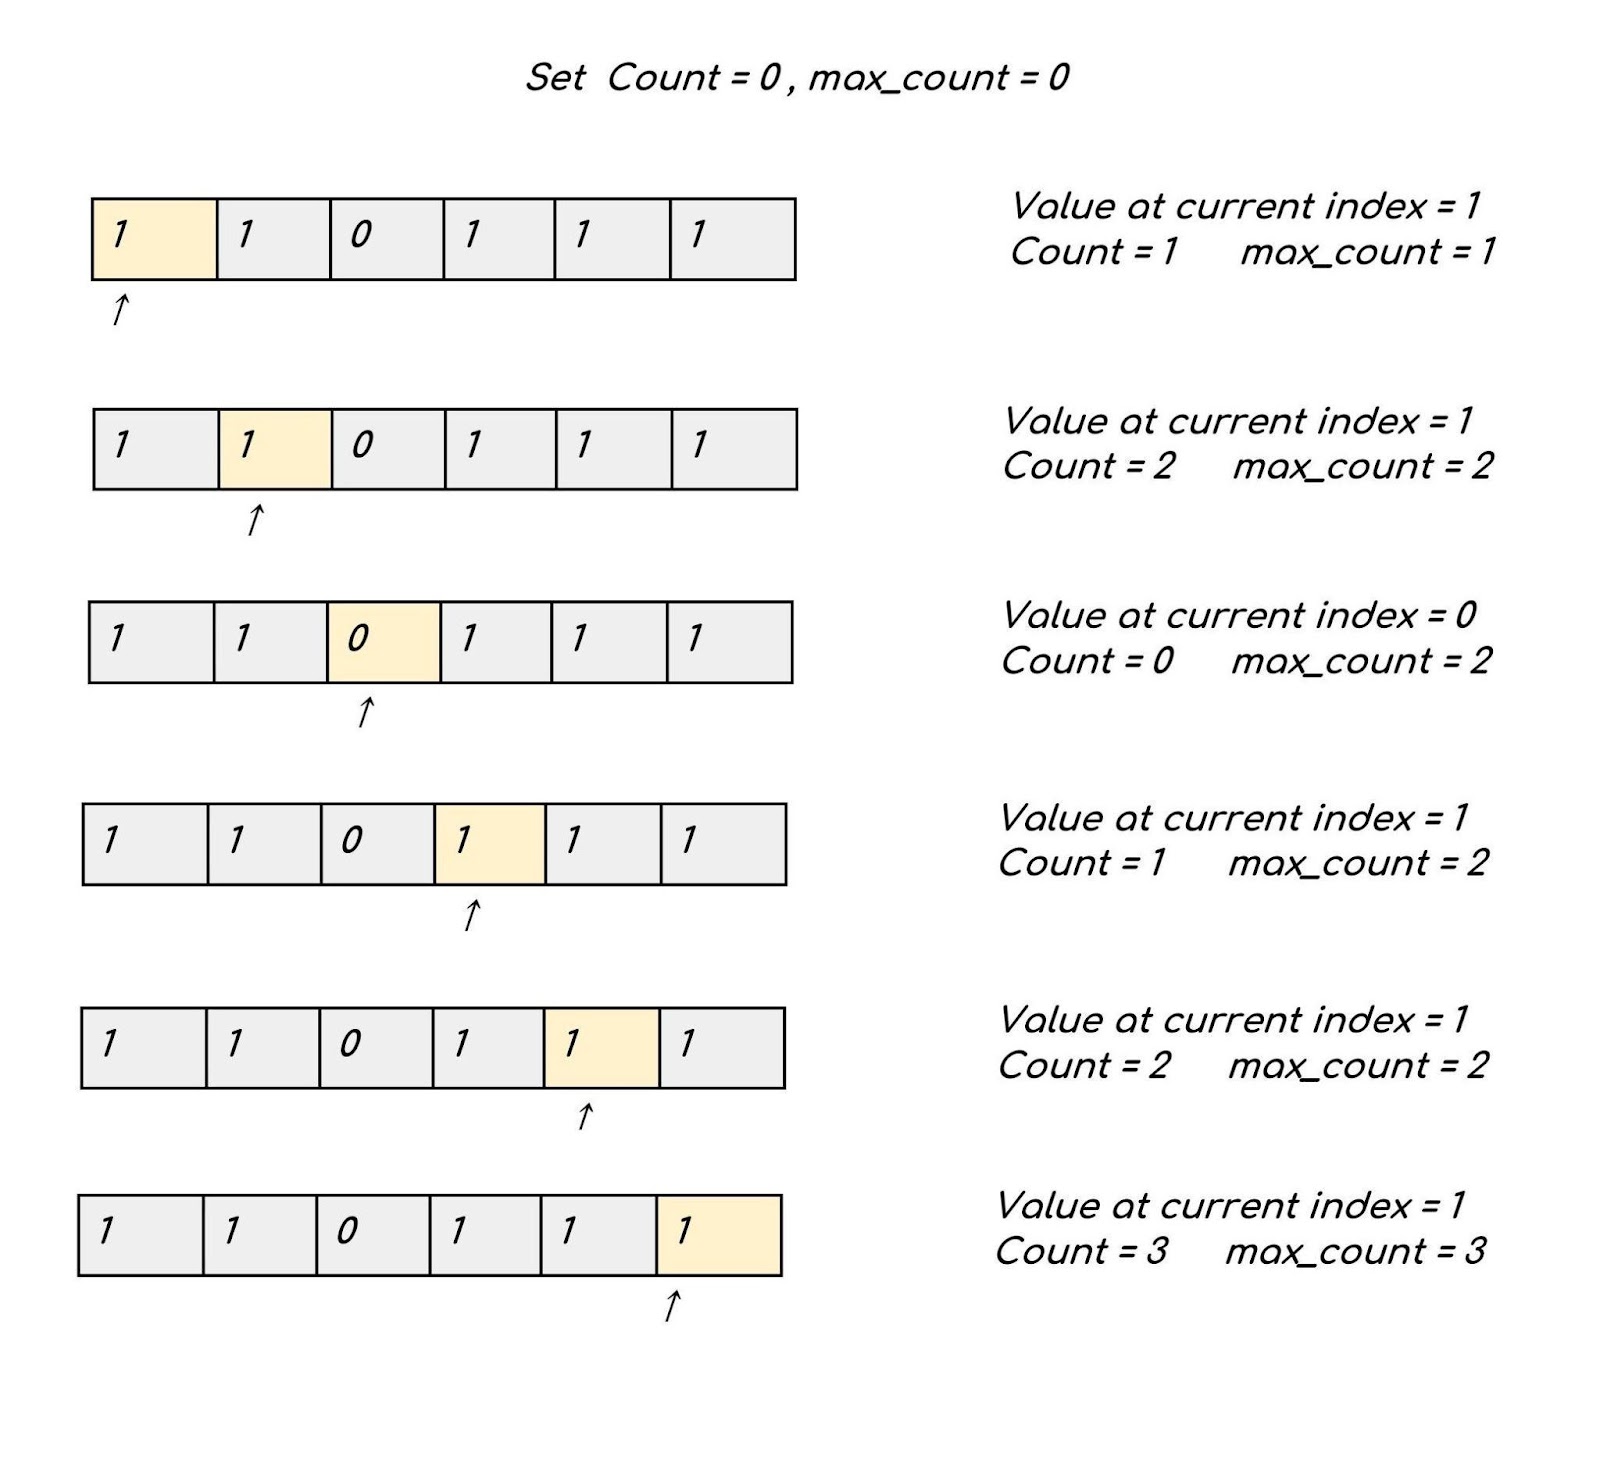 Set Count = 0 , max_count = 0
1 1 0 1 1 1
Value at current index = 1
Count = 1 max_count = 1
↑
1 1 0 1 1 1
Value at current index = 1
Count = 2 max_count = 2
↑
1 1 0 1 1 1
Value at current index = 0
Count = 0 max_count = 2
↑
1 1 0 1 1 1
Value at current index = 1
Count = 1 max_count = 2
↑
1 1 0 1 1 1
Value at current index = 1
Count = 2 max_count = 2
↑
1 1 0 1 1 1
Value at current index = 1
Count = 3 max_count = 3
↑